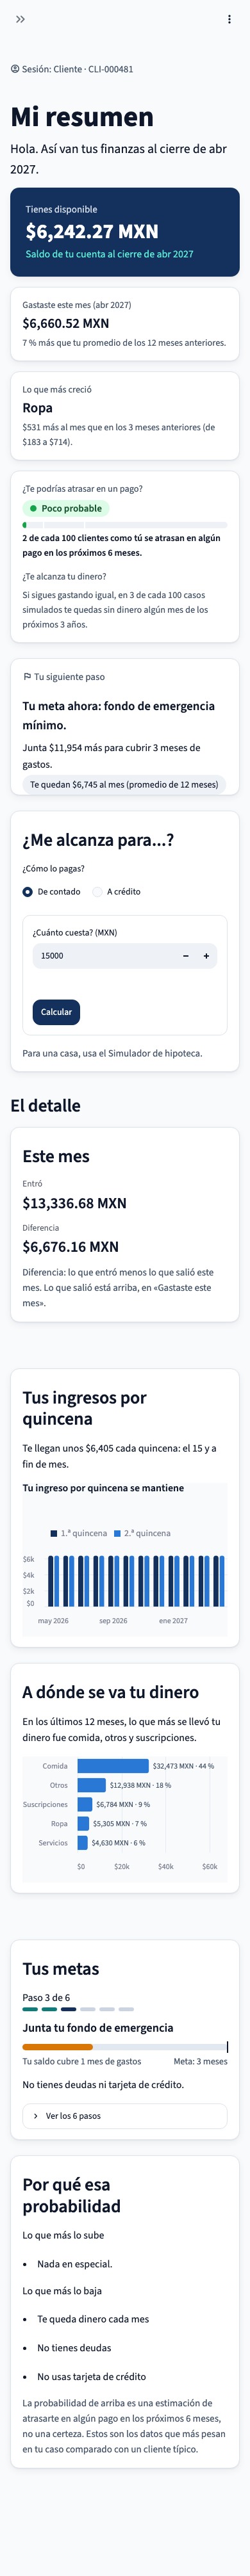 Sesión: Cliente · CLI-000481
Mi resumen
Hola. Así van tus finanzas al cierre de abr
2027.
Tienes disponible
$6,242.27 MXN
Saldo de tu cuenta al cierre de abr 2027
Gastaste este mes (abr 2027)
$6,660.52 MXN
7 % más que tu promedio de los 12 meses anteriores.
Lo que más creció
Ropa
$531 más al mes que en los 3 meses anteriores (de
$183 a $714).
¿Te podrías atrasar en un pago?
Poco probable
2 de cada 100 clientes como tú se atrasan en algún
pago en los próximos 6 meses.
¿Te alcanza tu dinero?
Si sigues gastando igual, en 3 de cada 100 casos
simulados te quedas sin dinero algún mes de los
próximos 3 años.
Tu siguiente paso
Tu meta ahora: fondo de emergencia
mínimo.
Junta $11,954 más para cubrir 3 meses de
gastos.
Te quedan $6,745 al mes (promedio de 12 meses)
¿Me alcanza para...?
¿Cómo lo pagas?
De contado
A crédito
¿Cuánto cuesta? (MXN)
15000
Calcular
Para una casa, usa el Simulador de hipoteca.
El detalle
Este mes
Entró
$13,336.68 MXN
Diferencia
$6,676.16 MXN
Diferencia: lo que entró menos lo que salió este
mes. Lo que salió está arriba, en «Gastaste este
mes».
Tus ingresos por
quincena
Te llegan unos $6,405 cada quincena: el 15 y a
fin de mes.
Tu ingreso por quincena se mantiene
1.ª quincena
2.ª quincena
$6k
$4k
$2k
$0
may 2026
sep 2026
ene 2027
A dónde se va tu dinero
En los últimos 12 meses, lo que más se llevó tu
dinero fue comida, otros y suscripciones.
Comida
$32,473 MXN · 44 %
Otros
$12,938 MXN · 18 %
Suscripciones
$6,784 MXN · 9 %
Ropa
$5,305 MXN · 7 %
Servicios
$4,630 MXN · 6 %
$0
$20k
$40k
$60k
Tus metas
Paso 3 de 6
Junta tu fondo de emergencia
Tu saldo cubre 1 mes de gastos
Meta: 3 meses
No tienes deudas ni tarjeta de crédito.
Ver los 6 pasos
Por qué esa
probabilidad
Lo que más lo sube
Nada en especial.
Lo que más lo baja
Te queda dinero cada mes
No tienes deudas
No usas tarjeta de crédito
La probabilidad de arriba es una estimación de
atrasarte en algún pago en los próximos 6 meses,
no una certeza. Estos son los datos que más pesan
en tu caso comparado con un cliente típico.